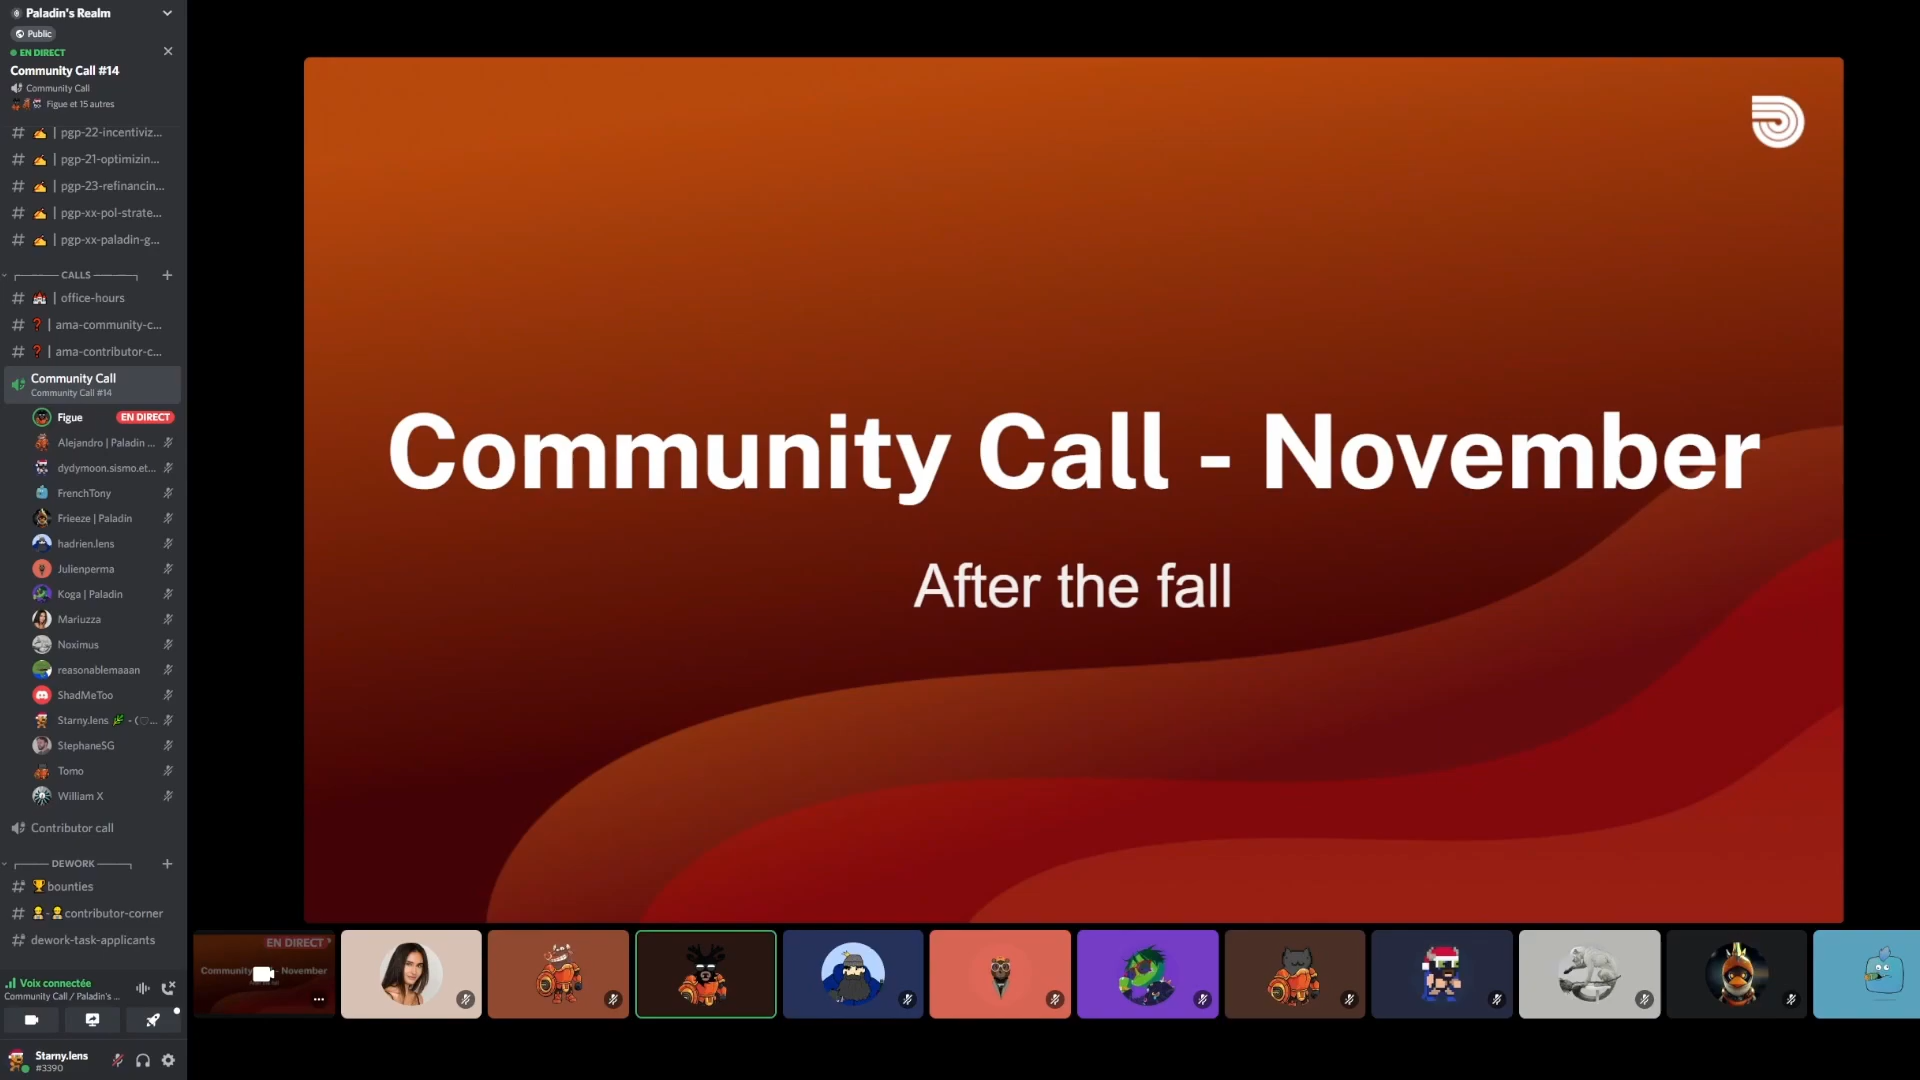 Paladin's Realm
Public
EN DIRECT
Community Call #14
Community Call
Figue et 15 autres
# | pgp-22-incentiviz...
# | pgp-21-optimizin...
# | pgp-23-refinancin...
# | pgp-xx-pol-strate...
# | pgp-xx-paladin-g...
CALLS
# | office-hours
# ❓ | ama-community-c...
# ❓ | ama-contributor-c...
Community Call
Community Call #14
Figue EN DIRECT
Alejandro | Paladin ...
dydymoon.sismo.et...
FrenchTony
Frieeze | Paladin
hadrien.lens
Julienperma
Koga | Paladin
Mariuzza
Noximus
reasonablemaaan
ShadMeToo
Starny.lens 🌿 - (♡...
StephaneSG
Tomo
William X
Contributor call
DEWORK
# 🏆bounties
# -contributor-corner
# dework-task-applicants
Voix connectée
Community Call / Paladin's ...
Starny.lens
#3390
Community Call - November
After the fall
EN DIRECT
Community - November